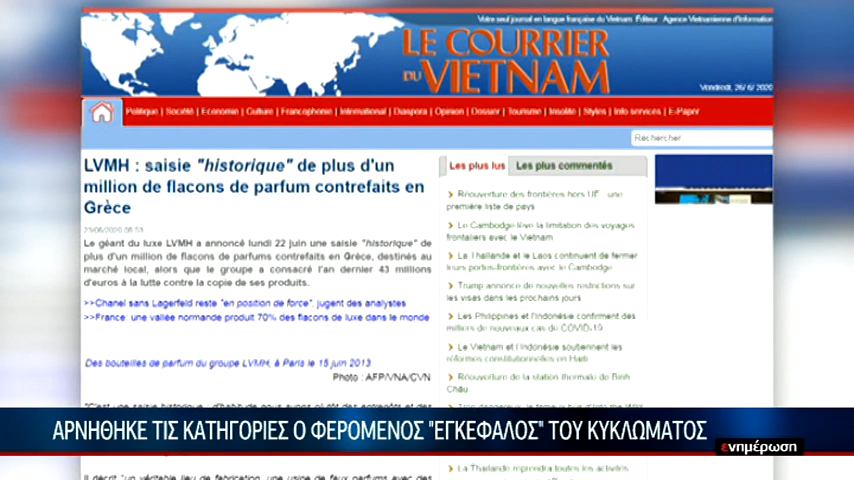 Votre seul journal en langue française du Vietnam Éditeur : Agence Vietnamienne d'Information
LE COURRIER
DU VIETNAM
Vendredi, 26/ 6/ 2020
Politique | Société | Economie | Culture | Francophonie | International | Diaspora | Opinion | Dossier | Tourisme | Insolite | Styles | Info services | E-Paper
Rechercher
LVMH : saisie "historique" de plus d'un
million de flacons de parfum contrefaits en
Grèce
Le géant du luxe LVMH a annoncé lundi 22 juin une saisie "historique" de
plus d'un million de flacons de parfums contrefaits en Grèce, destinés au
marché local, alors que le groupe a consacré l'an dernier 43 millions
d'euros à la lutte contre la copie de ses produits.
>>Chanel sans Lagerfeld reste "en position de force", jugent des analystes
>>France: une vallée normande produit 70% des flacons de luxe dans le monde
Des bouteilles de parfum du groupe LVMH, à Paris le 15 juin 2013
Photo : AFP/VNA/CVN
Les plus lus
Les plus commentés
Réouverture des frontières hors UE : une
première liste de pays
Le Cambodge lève la limitation des voyages
frontaliers avec le Vietnam
La Thaïlande et le Laos continuent de fermer
leurs portes-frontières avec le Cambodge
Trump annonce de nouvelles restrictions sur
les visas dans les prochains jours
Les Philippines et l'Indonésie confirment des
milliers de nouveaux cas de COVID-19
Le Vietnam et l'Indonésie soutiennent les
réformes constitutionnelles en Haïti
Réouverture de la station thermale de Binh
Châu
ΑΡΝΗΘΗΚΕ ΤΙΣ ΚΑΤΗΓΟΡΙΕΣ Ο ΦΕΡΟΜΕΝΟΣ "ΕΓΚΕΦΑΛΟΣ" ΤΟΥ ΚΥΚΛΩΜΑΤΟΣ
ενημέρωση
La Thaïlande reprendra toutes les activités